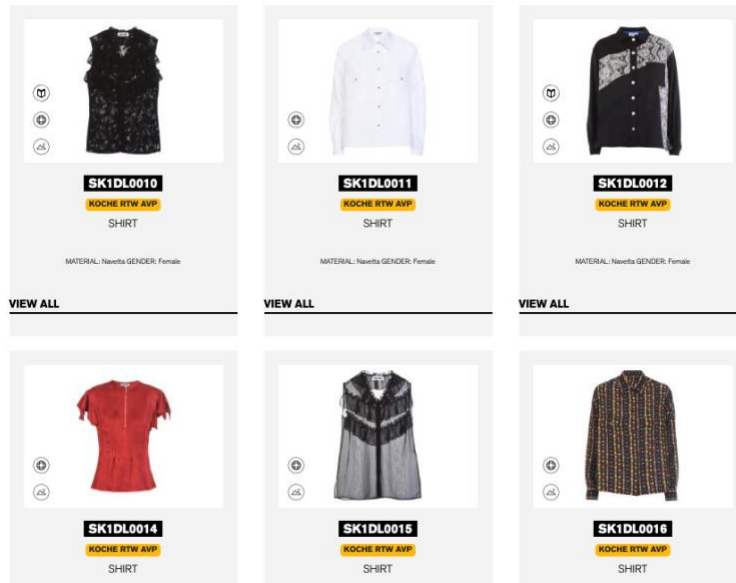 SK1DL0010
KOCHE RTW AVP
SHIRT
MATERIAL: Navetta GENDER: Female
VIEW ALL
SK1DL0011
KOCHE RTW AVP
SHIRT
MATERIAL: Navetta GENDER: Female
VIEW ALL
SK1DL0012
KOCHE RTW AVP
SHIRT
MATERIAL: Navetta GENDER: Female
VIEW ALL
SK1DL0014
KOCHE RTW AVP
SHIRT
SK1DL0015
KOCHE RTW AVP
SHIRT
SK1DL0016
KOCHE RTW AVP
SHIRT